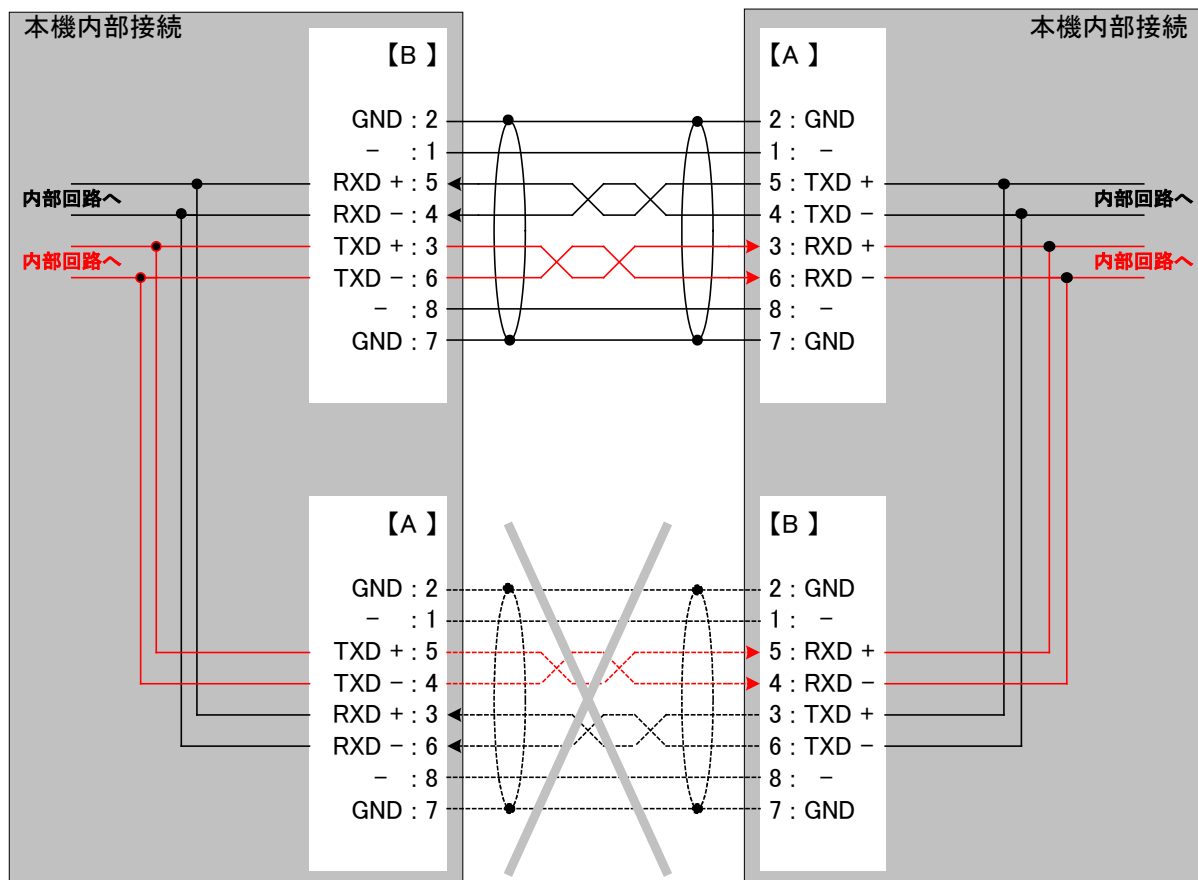 本機内部接続 本機内部接続
【B】 【A】
GND : 2 2 : GND
− : 1 1 : −
RXD + : 5 5 : TXD +
内部回路へ 内部回路へ
RXD − : 4 4 : TXD −
TXD + : 3 3 : RXD +
内部回路へ 内部回路へ
TXD − : 6 6 : RXD −
− : 8 8 : −
GND : 7 7 : GND
【A】 【B】
GND : 2 2 : GND
− : 1 1 : −
TXD + : 5 5 : RXD +
TXD − : 4 4 : RXD −
RXD + : 3 3 : TXD +
RXD − : 6 6 : TXD −
− : 8 8 : −
GND : 7 7 : GND